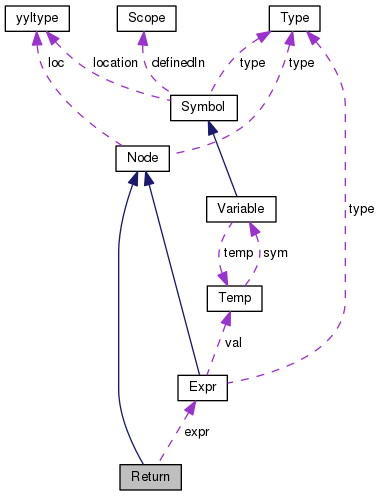 yyltype Scope Type
loc location definedIn type type
Symbol
Node
Variable
type
temp sym
Temp
val
Expr
expr
Return